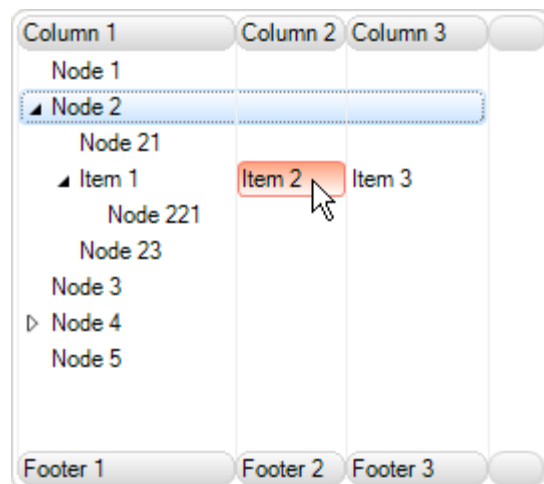 Column 1 Column 2 Column 3
Node 1
Node 2
Node 21
Item 1 Item 2 Item 3
Node 221
Node 23
Node 3
Node 4
Node 5
Footer 1 Footer 2 Footer 3